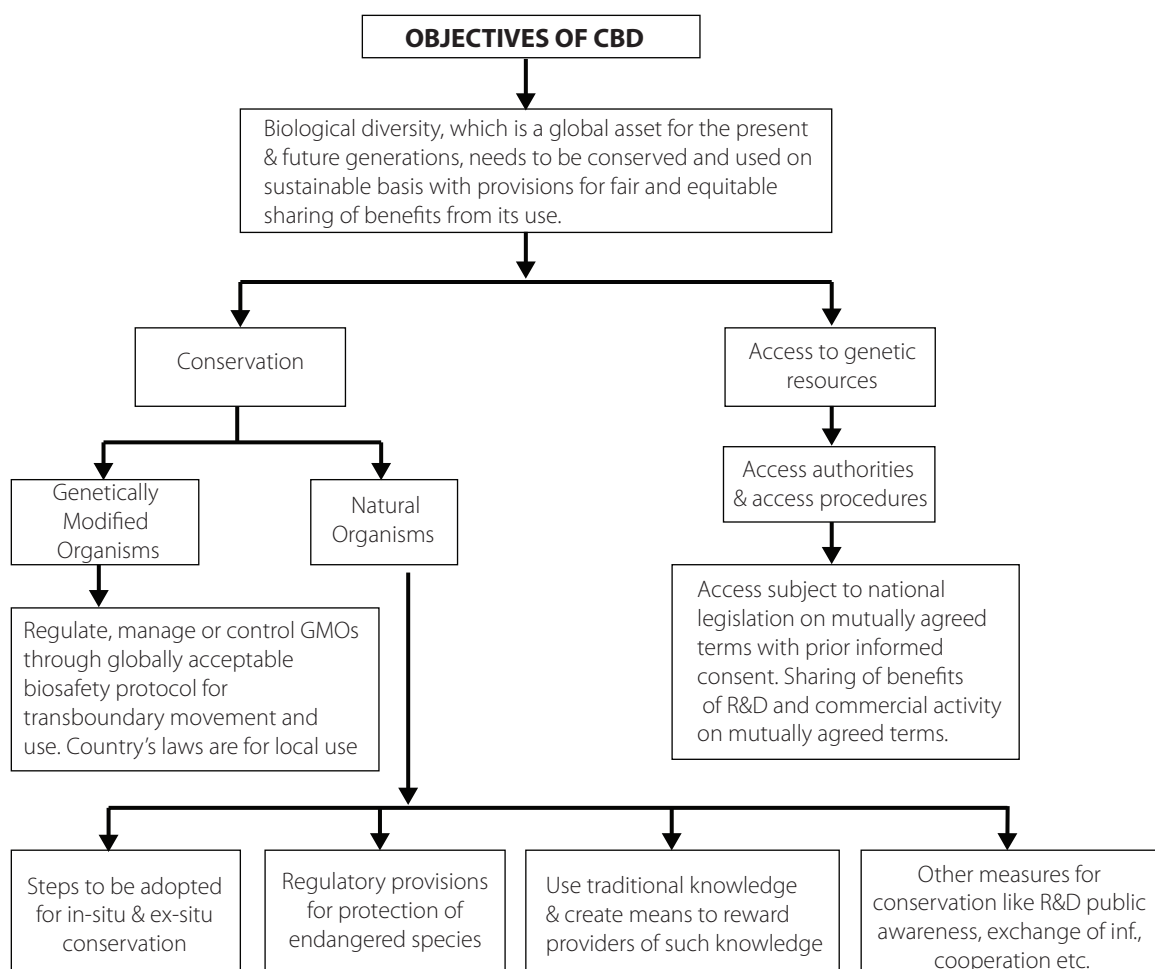 OBJECTIVES OF CBD
Biological diversity, which is a global asset for the present
& future generations, needs to be conserved and used on
sustainable basis with provisions for fair and equitable
sharing of benefits from its use.
Conservation
Access to genetic
resources
Genetically
Modified
Organisms
Natural
Organisms
Access authorities
& access procedures
Regulate, manage or control GMOs
through globally acceptable
biosafety protocol for
transboundary movement and
use. Country's laws are for local use
Access subject to national
legislation on mutually agreed
terms with prior informed
consent. Sharing of benefits
of R&D and commercial activity
on mutually agreed terms.
Steps to be adopted
for in-situ & ex-situ
conservation
Regulatory provisions
for protection of
endangered species
Use traditional knowledge
& create means to reward
providers of such knowledge
Other measures for
conservation like R&D public
awareness, exchange of inf.,
cooperation etc.